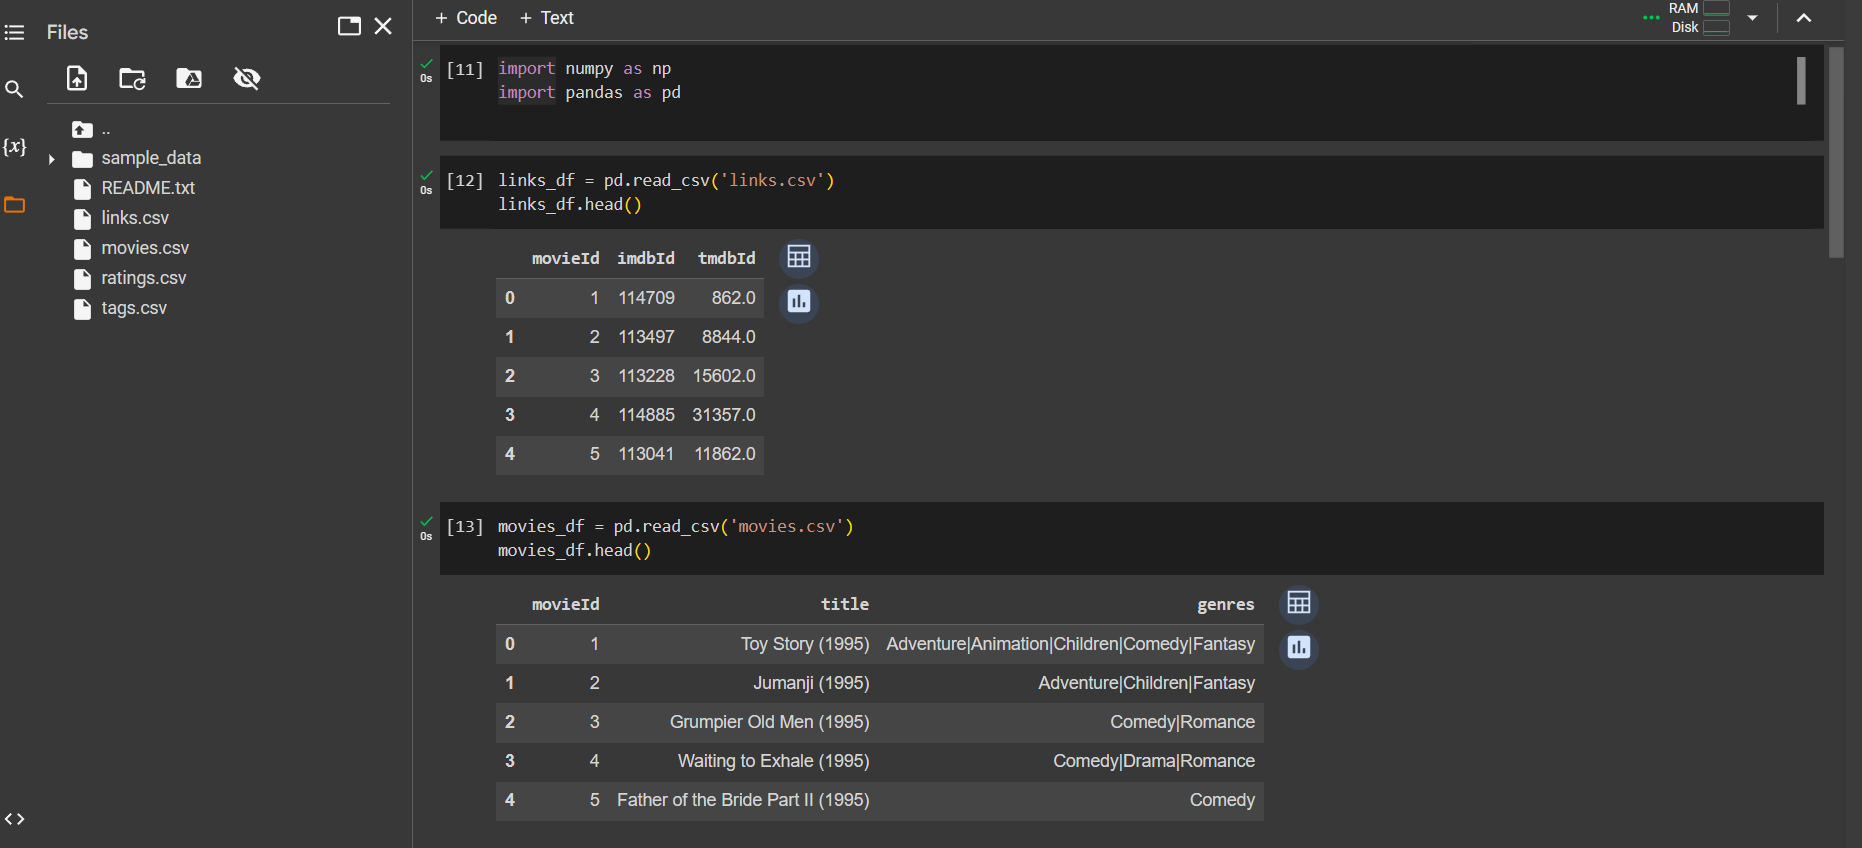 Files
..
sample_data
README.txt
links.csv
movies.csv
ratings.csv
tags.csv
{x}
<>
+ Code + Text
RAM
Disk
0s
[11] import numpy as np
import pandas as pd
0s
[12] links_df = pd.read_csv('links.csv')
links_df.head()
movieId imdbId tmdbId
0 1 114709 862.0
1 2 113497 8844.0
2 3 113228 15602.0
3 4 114885 31357.0
4 5 113041 11862.0
0s
[13] movies_df = pd.read_csv('movies.csv')
movies_df.head()
movieId title genres
0 1 Toy Story (1995) Adventure|Animation|Children|Comedy|Fantasy
1 2 Jumanji (1995) Adventure|Children|Fantasy
2 3 Grumpier Old Men (1995) Comedy|Romance
3 4 Waiting to Exhale (1995) Comedy|Drama|Romance
4 5 Father of the Bride Part II (1995) Comedy